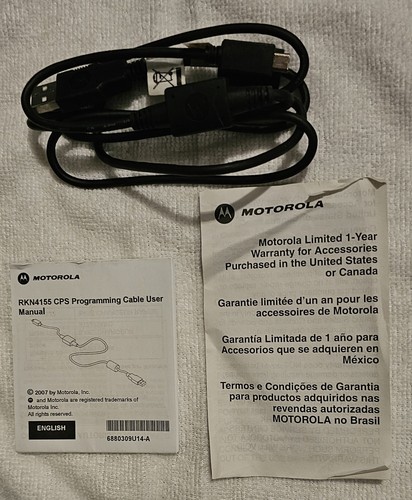 MOTOROLA
RKN4155 CPS Programming Cable User
Manual
© 2007 by Motorola, Inc.
and Motorola are registered trademarks of
Motorola Inc.
All rights reserved.
ENGLISH
6880309U14-A
MOTOROLA
Motorola Limited 1-Year
Warranty for Accessories
Purchased in the United States
or Canada
Garantie limitée d'un an pour les
accessoires de Motorola
Garantía Limitada de 1 año para
Accesorios que se adquieren en
México
Termos e Condições de Garantia
para produtos adquiridos nas
revendas autorizadas
MOTOROLA no Brasil